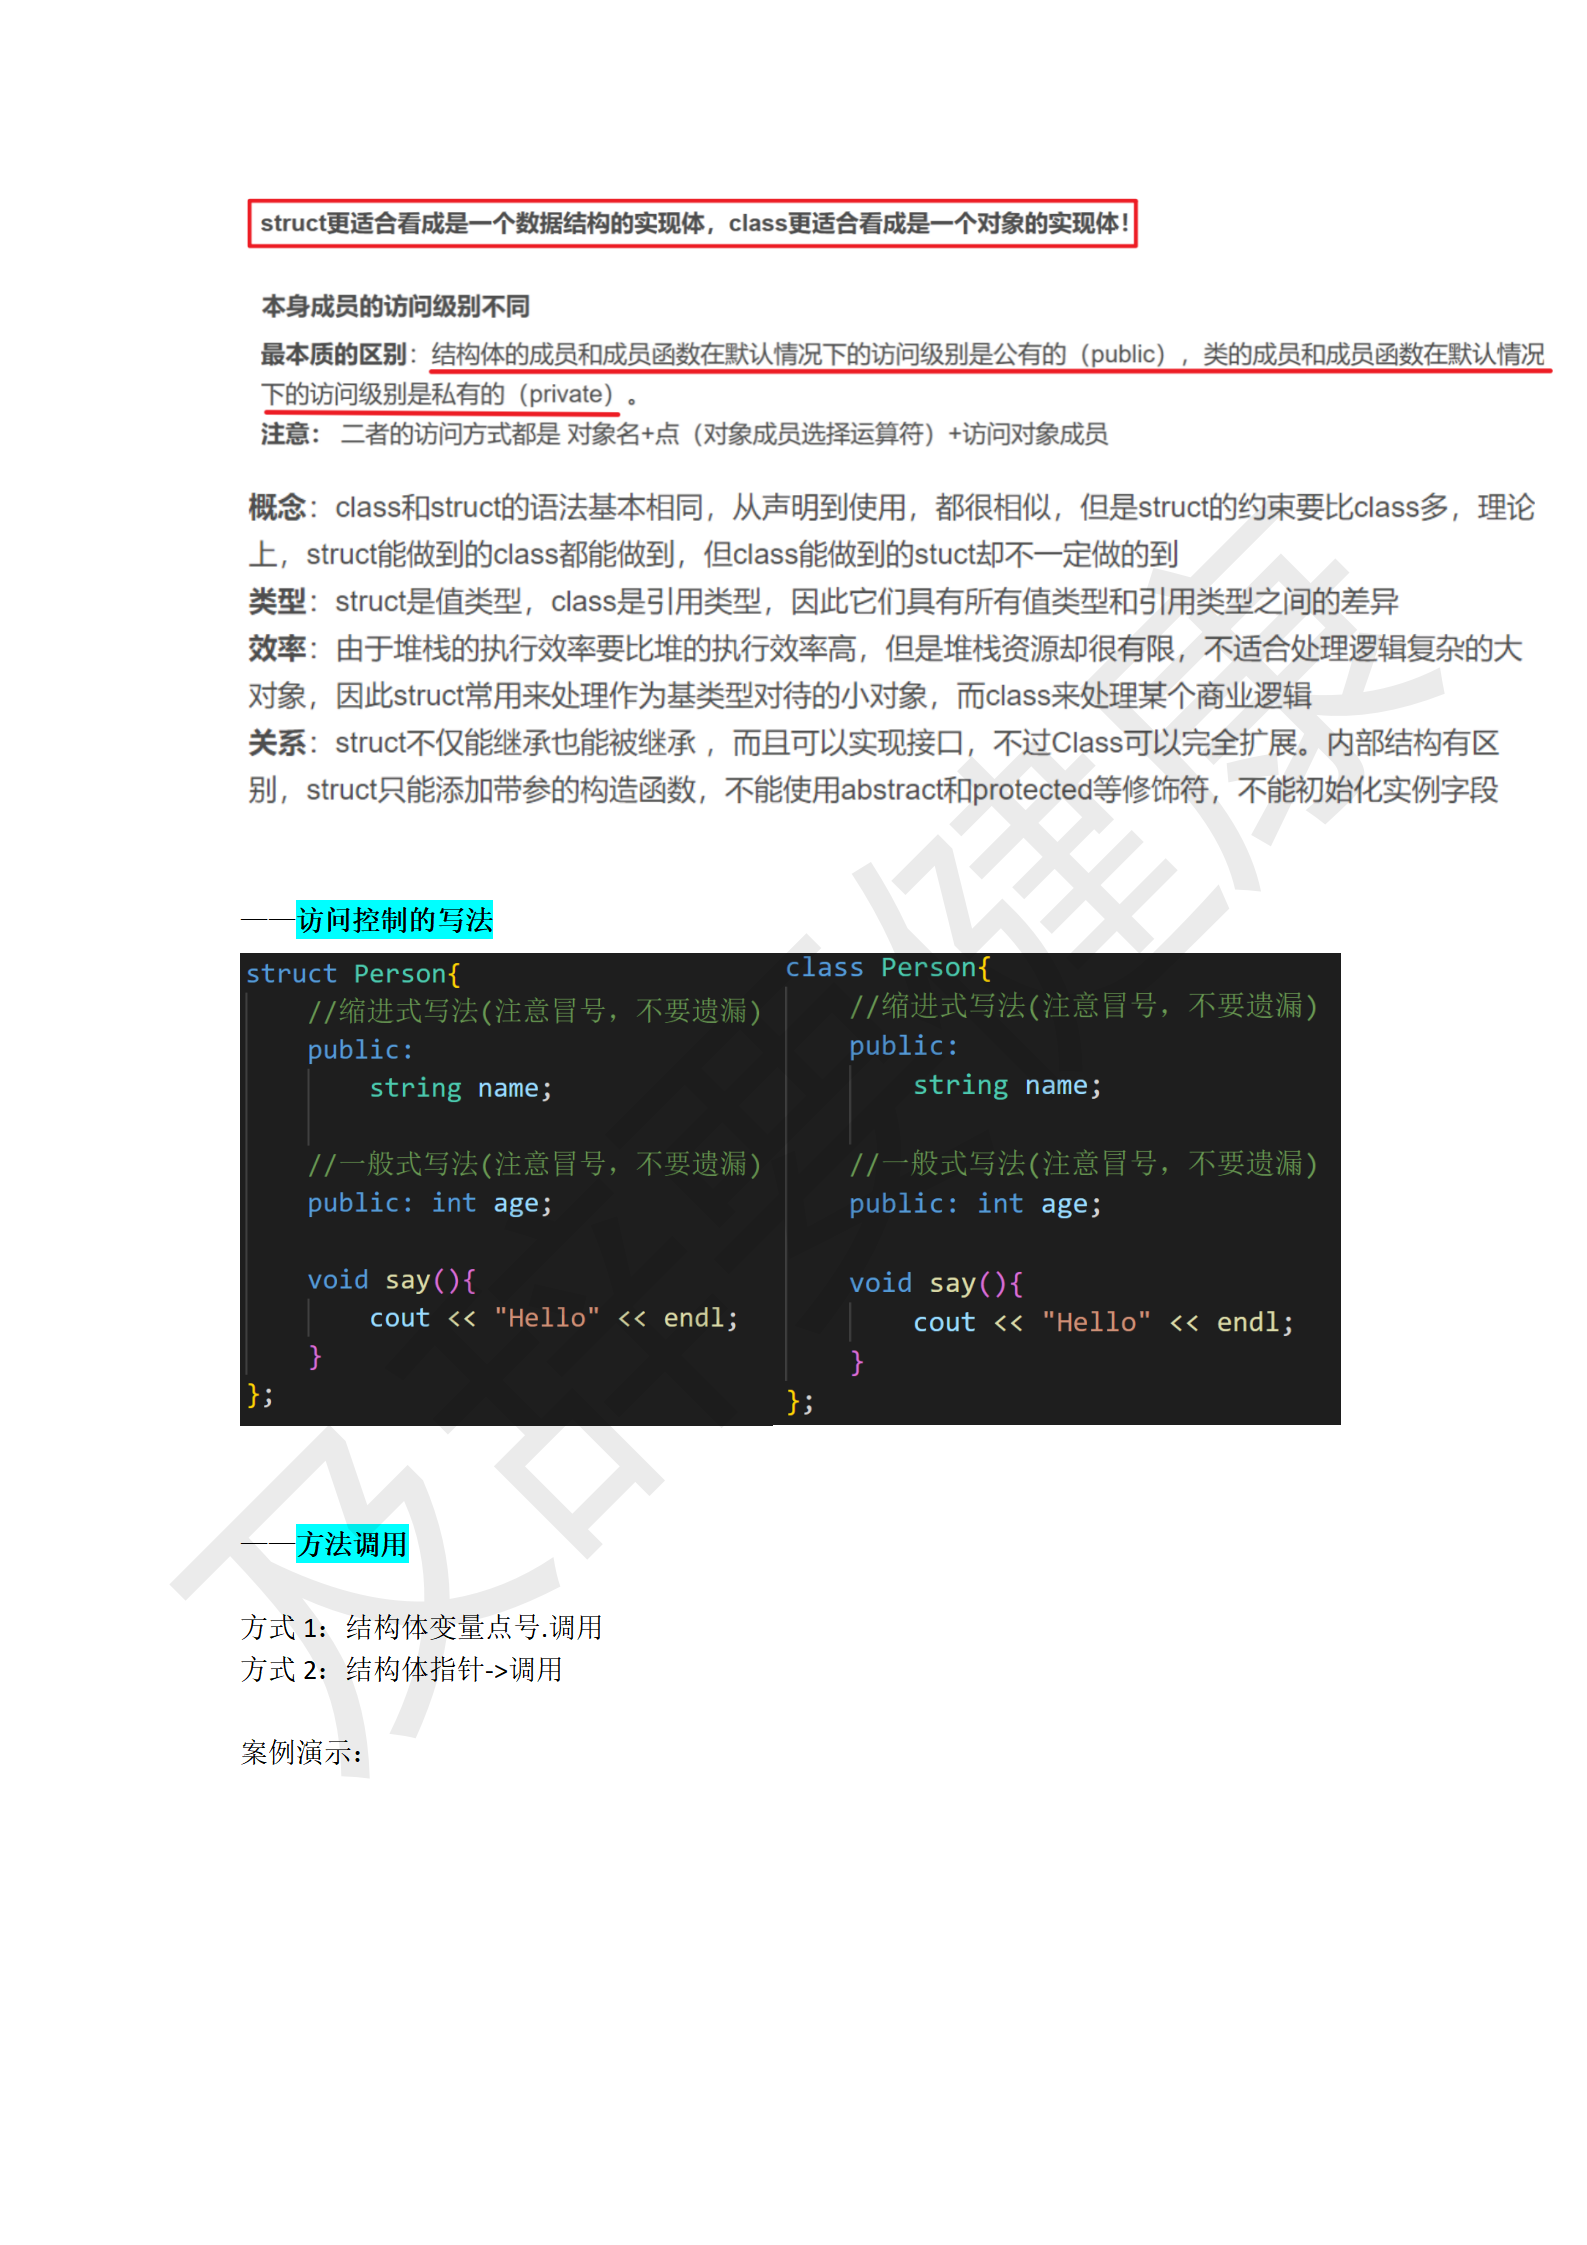 struct更适合看成是一个数据结构的实现体，class更适合看成是一个对象的实现体！
本身成员的访问级别不同
最本质的区别：结构体的成员和成员函数在默认情况下的访问级别是公有的（public），类的成员和成员函数在默认情况
下的访问级别是私有的（private）。
注意： 二者的访问方式都是 对象名+点（对象成员选择运算符）+访问对象成员
概念：class和struct的语法基本相同，从声明到使用，都很相似，但是struct的约束要比class多，理论
上，struct能做到的class都能做到，但class能做到的stuct却不一定做的到
类型：struct是值类型，class是引用类型，因此它们具有所有值类型和引用类型之间的差异
效率：由于堆栈的执行效率要比堆的执行效率高，但是堆栈资源却很有限，不适合处理逻辑复杂的大
对象，因此struct常用来处理作为基类型对待的小对象，而class来处理某个商业逻辑
关系：struct不仅能继承也能被继承 ，而且可以实现接口，不过Class可以完全扩展。内部结构有区
别，struct只能添加带参的构造函数，不能使用abstract和protected等修饰符，不能初始化实例字段
——访问控制的写法
struct Person{
//缩进式写法(注意冒号，不要遗漏)
public:
string name;
//一般式写法(注意冒号，不要遗漏)
public: int age;
void say(){
cout << "Hello" << endl;
}
};
class Person{
//缩进式写法(注意冒号，不要遗漏)
public:
string name;
//一般式写法(注意冒号，不要遗漏)
public: int age;
void say(){
cout << "Hello" << endl;
}
};
——方法调用
方式 1：结构体变量点号.调用
方式 2：结构体指针->调用
案例演示：